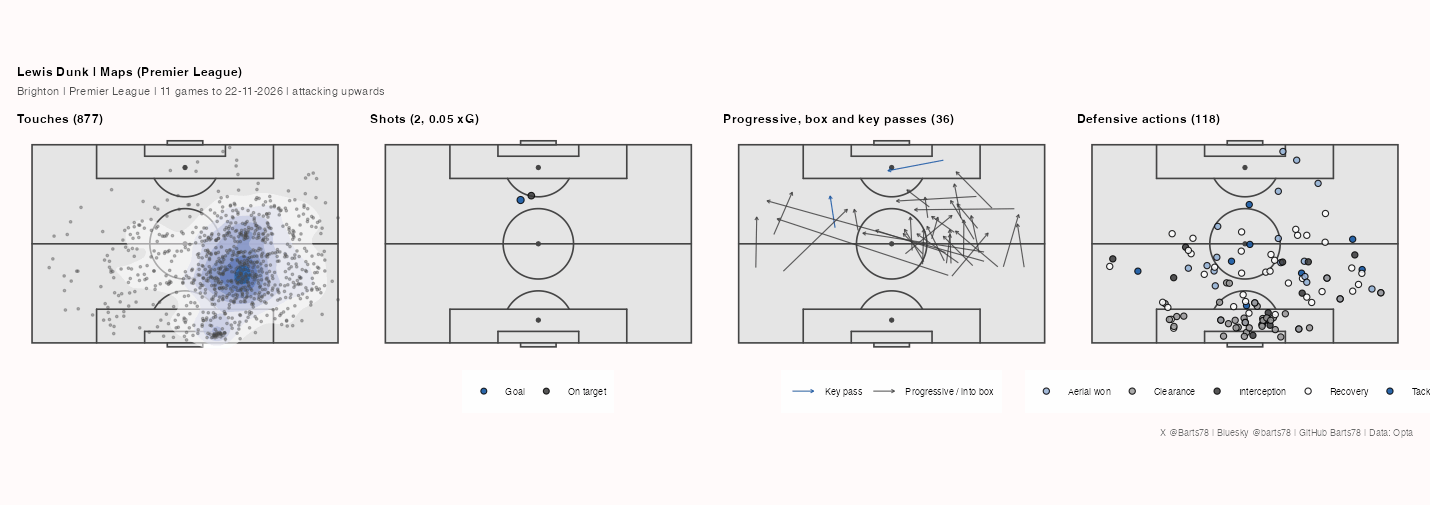 Lewis Dunk | Maps (Premier League)
Brighton | Premier League | 11 games to 22-11-2026 | attacking upwards
Touches (877)
Shots (2, 0.05 xG)
Progressive, box and key passes (36)
Defensive actions (118)
Goal
On target
Key pass
Progressive / into box
Aerial won
Clearance
Interception
Recovery
Tack
X @Barts78 | Bluesky @barts78 | GitHub Barts78 | Data: Opta